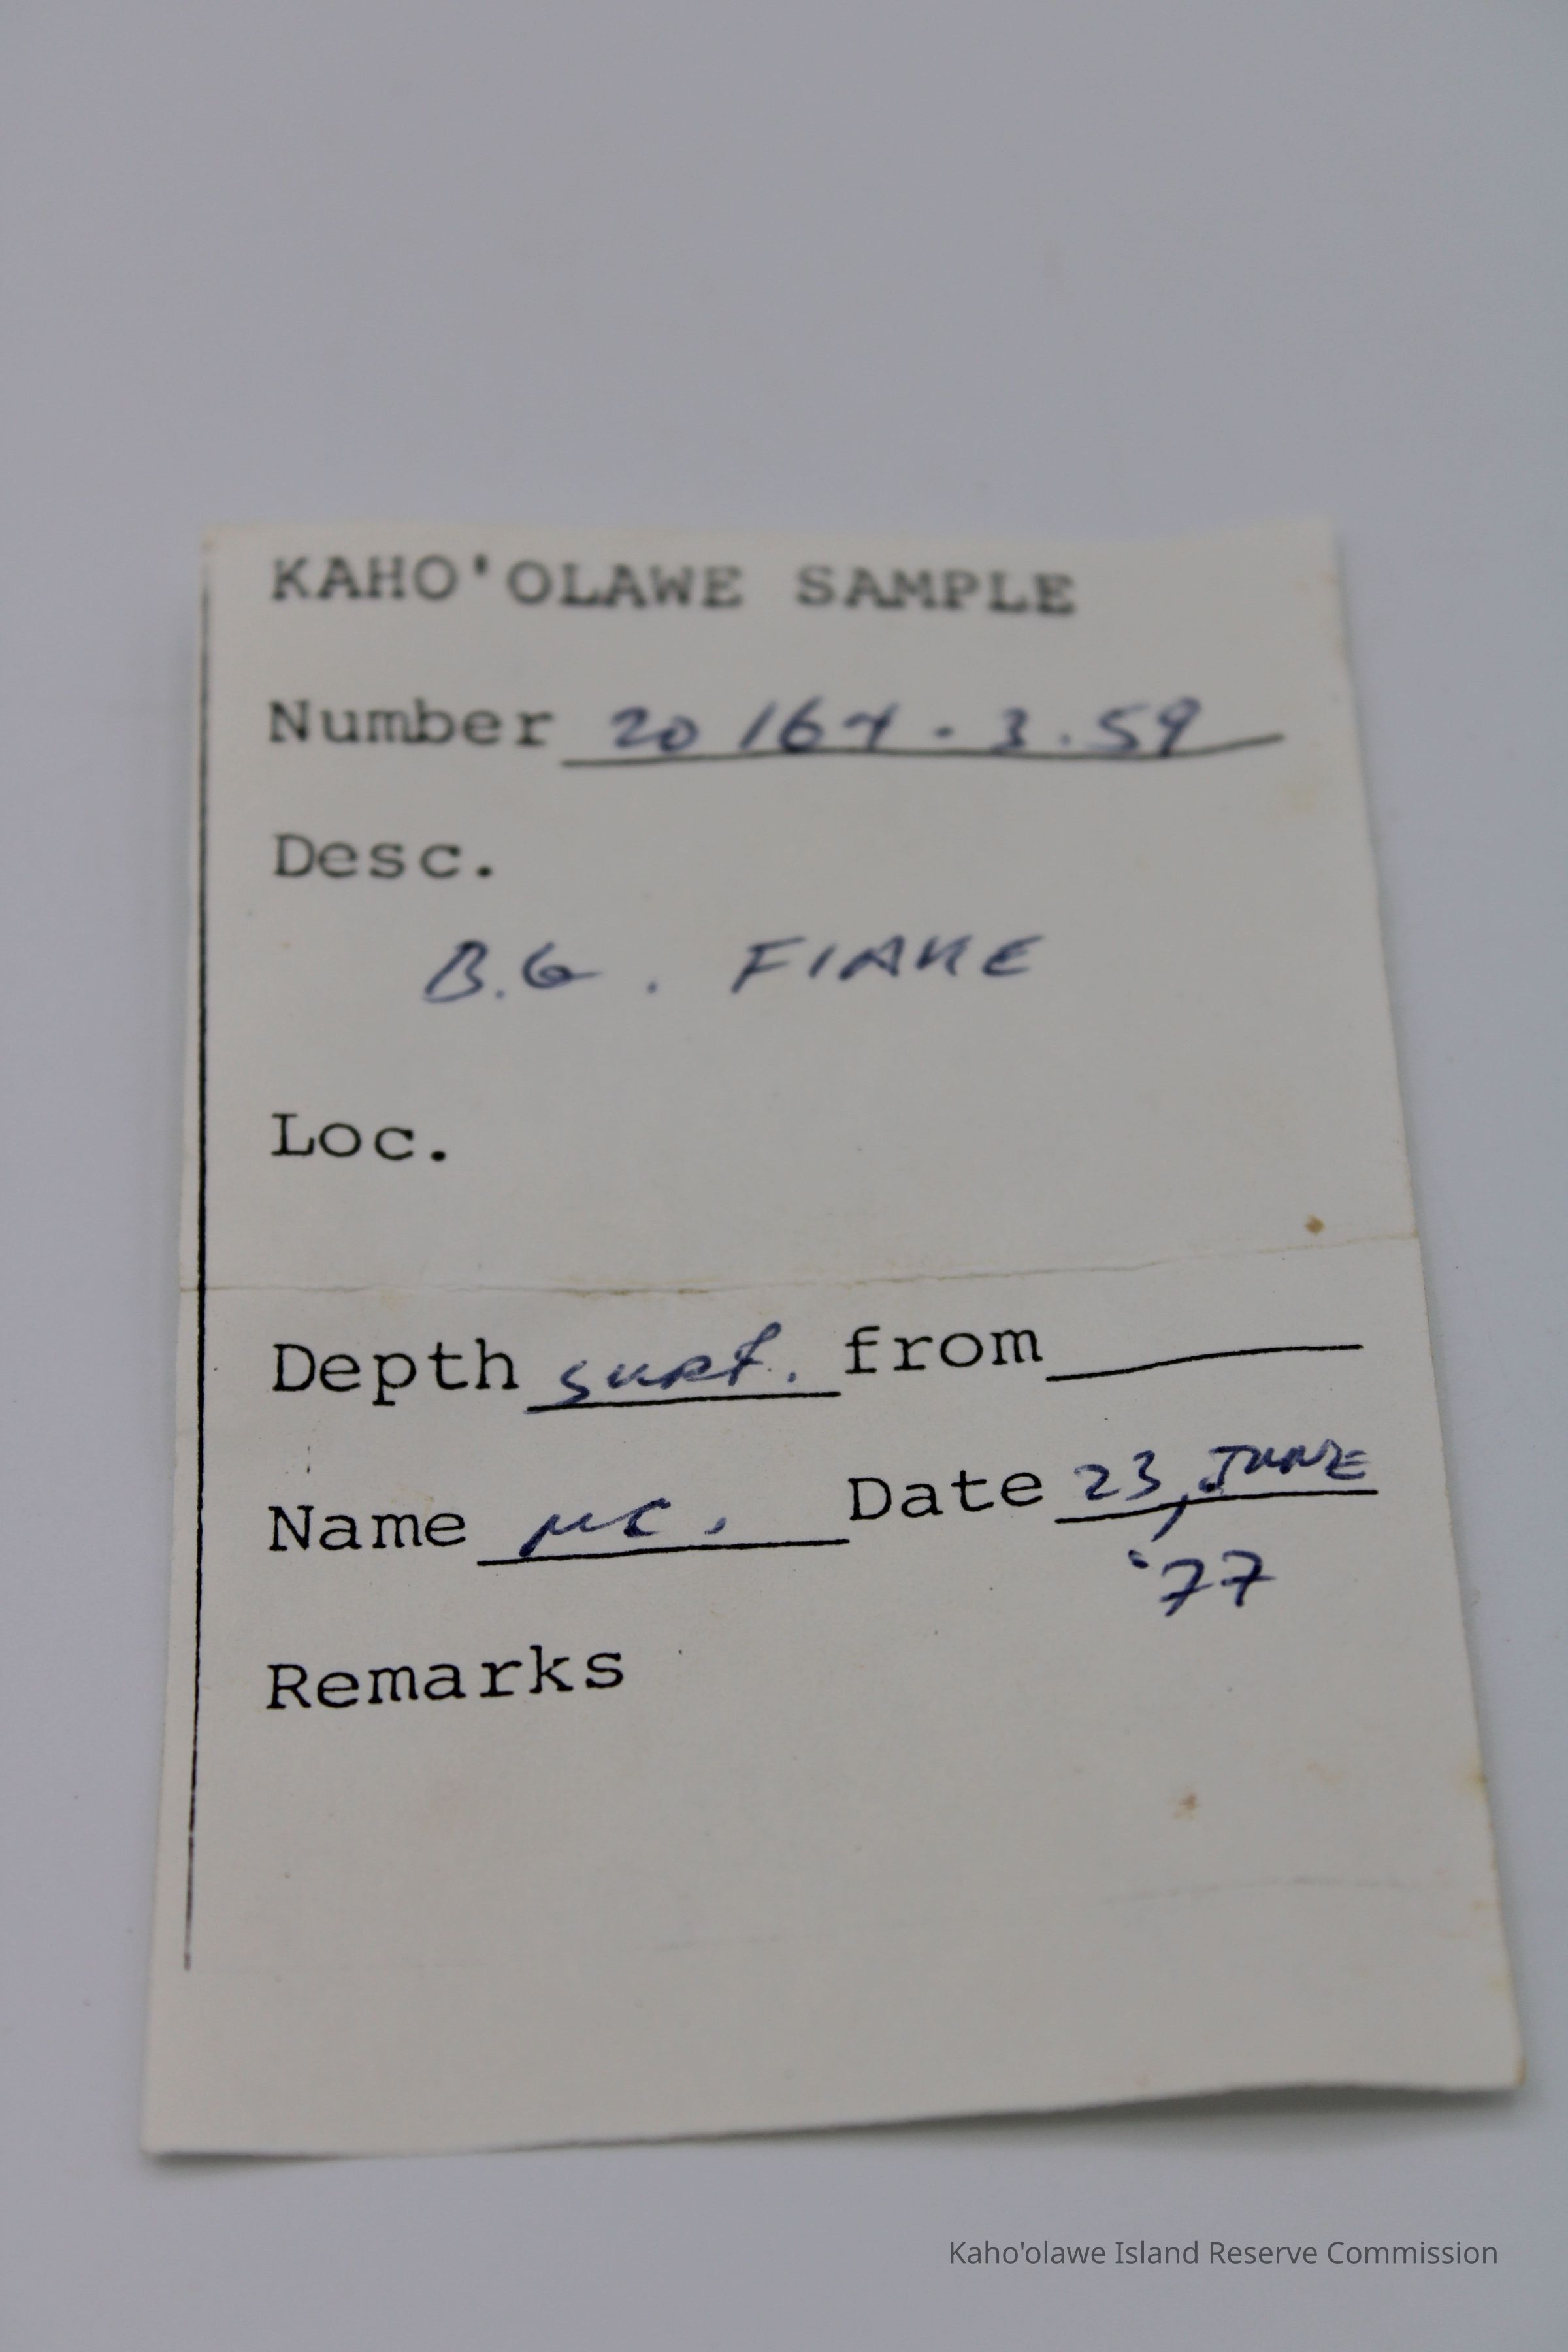 KAHO'OLAWE SAMPLE
Number 20164-3.59
Desc.
B.G. FLAKE
Loc.
Depth surf. from
Name MC. Date 23, JUNE
'77
Remarks
Kaho'olawe Island Reserve Commission